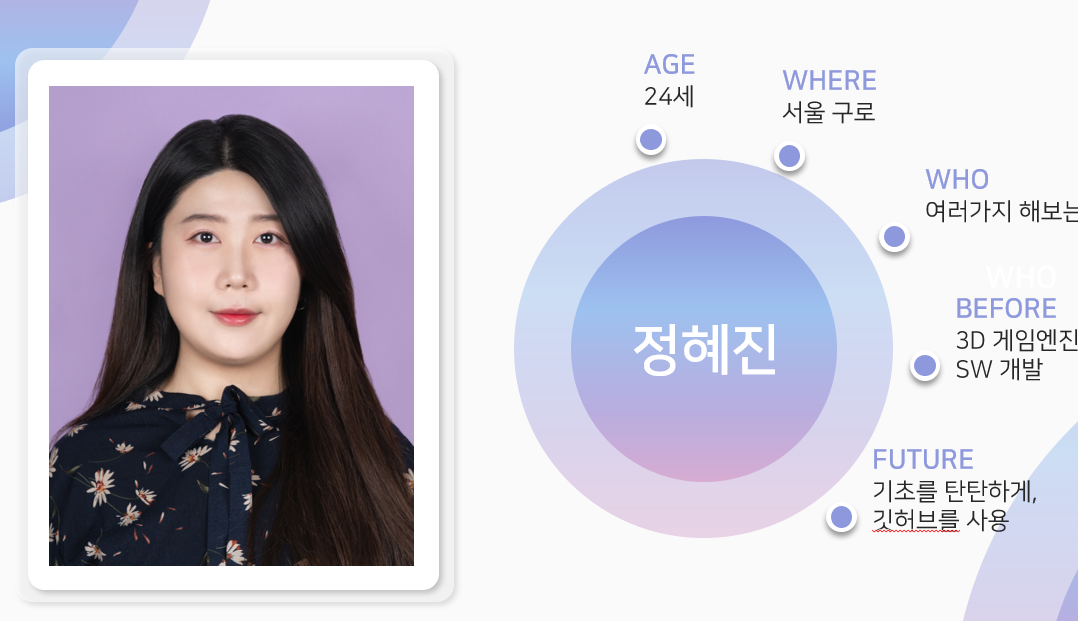 AGE
24세
WHERE
서울 구로
WHO
여러가지 해보는
WHO
BEFORE
3D 게임엔진
SW 개발
정혜진
FUTURE
기초를 탄탄하게,
깃허브를 사용